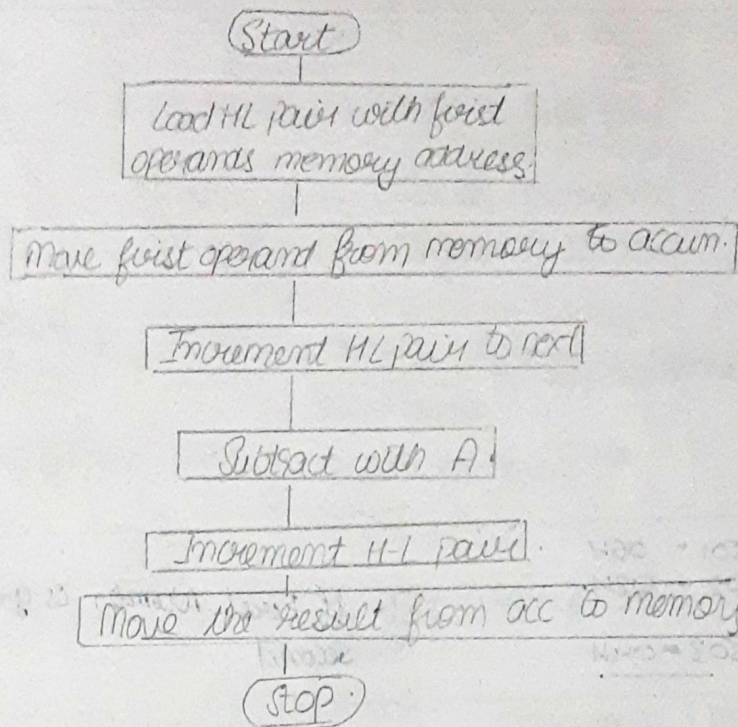 Start
Load HL pair with first
operands memory address.
Move first operand from memory to accum.
Increment HL pair to next
Subtract with A.
Increment H-L pair.
Move the result from acc to memory
Stop.